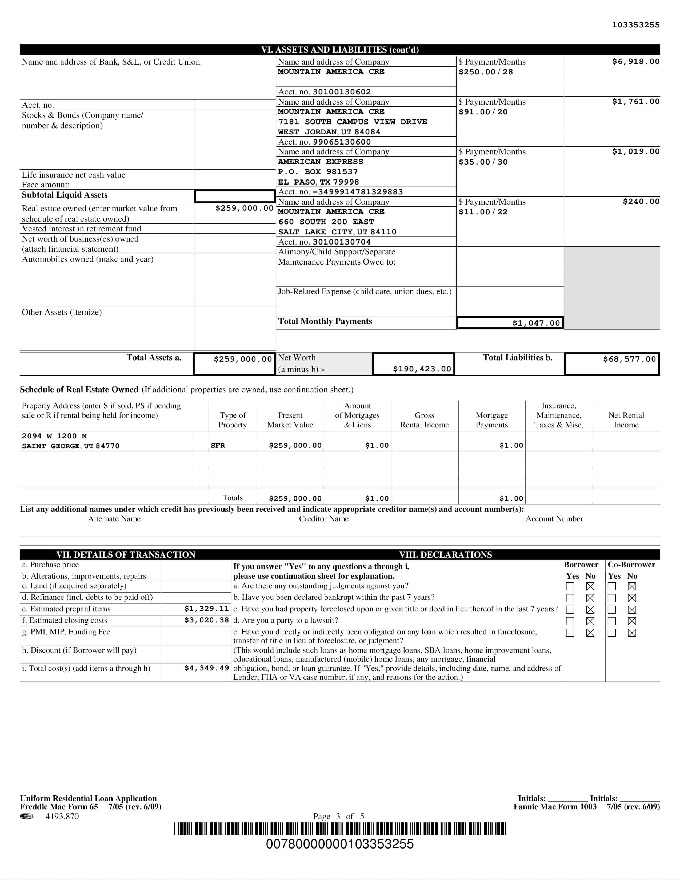 103353255
VI. ASSETS AND LIABILITIES (cont'd)
Name and address of Bank, S&L, or Credit Union
Acct. no.
Stocks & Bonds (Company name/
number & description)
Life insurance net cash value
Face amount:
Subtotal Liquid Assets
Real estate owned (enter market value from
schedule of real estate owned)
$259,000.00
Vested interest in retirement fund
Net worth of business(es) owned
(attach financial statement)
Automobiles owned (make and year)
Other Assets (itemize)
Name and address of Company
$ Payment/Months
$6,918.00
MOUNTAIN AMERICA CRE
$250.00/28
Acct. no. 30100130602
Name and address of Company
$ Payment/Months
$1,761.00
MOUNTAIN AMERICA CRE
$91.00/20
7181 SOUTH CAMPUS VIEW DRIVE
WEST JORDAN, UT 84084
Acct. no. 99065130600
Name and address of Company
$ Payment/Months
$1,019.00
AMERICAN EXPRESS
$35.00/30
P.O. BOX 981537
EL PASO, TX 79998
Acct. no. -3499914781329883
Name and address of Company
$ Payment/Months
$240.00
MOUNTAIN AMERICA CRE
$11.00/22
660 SOUTH 200 EAST
SALT LAKE CITY, UT 84110
Acct. no. 30100130704
Alimony/Child Support/Separate
Maintenance Payments Owed to:
Job-Related Expense (child care, union dues, etc.)
Total Monthly Payments
$1,047.00
Total Assets a.
$259,000.00
Net Worth
(a minus b) »
$190,423.00
Total Liabilities b.
$68,577.00
Schedule of Real Estate Owned (If additional properties are owned, use continuation sheet.)
Property Address (enter S if sold, PS if pending
sale or R if rental being held for income)
Type of
Property
Present
Market Value
Amount
of Mortgages
& Liens
Gross
Rental Income
Mortgage
Payments
Insurance,
Maintenance,
Taxes & Misc.
Net Rental
Income
2094 W 1200 N
SAINT GEORGE, UT 84770
SFR
$259,000.00
$1.00
$1.00
Totals
$259,000.00
$1.00
$1.00
List any additional names under which credit has previously been received and indicate appropriate creditor name(s) and account number(s):
Alternate Name
Creditor Name
Account Number
VII. DETAILS OF TRANSACTION
a. Purchase price
b. Alterations, improvements, repairs
c. Land (if acquired separately)
d. Refinance (incl. debts to be paid off)
e. Estimated prepaid items
$1,329.11
f. Estimated closing costs
$3,020.38
g. PMI, MIP, Funding Fee
h. Discount (if Borrower will pay)
i. Total cost(s) (add items a through h)
$4,349.49
VIII. DECLARATIONS
If you answer "Yes" to any questions a through i,
please use continuation sheet for explanation.
Borrower
Co-Borrower
Yes No
Yes No
a. Are there any outstanding judgments against you?
b. Have you been declared bankrupt within the past 7 years?
c. Have you had property foreclosed upon or given title or deed in lieu thereof in the last 7 years?
d. Are you a party to a lawsuit?
e. Have you directly or indirectly been obligated on any loan which resulted in foreclosure,
transfer of title in lieu of foreclosure, or judgment?
(This would include such loans as home mortgage loans, SBA loans, home improvement loans,
educational loans, manufactured (mobile) home loans, any mortgage, financial
obligation, bond, or loan guarantee. If "Yes," provide details, including date, name, and address of
Lender, FHA or VA case number, if any, and reasons for the action.)
Uniform Residential Loan Application
Freddie Mac Form 65 7/05 (rev. 6/09)
4193.870
Page 3 of 5
Initials: ________ Initials: ________
Fannie Mae Form 1003 7/05 (rev. 6/09)
00780000000103353255